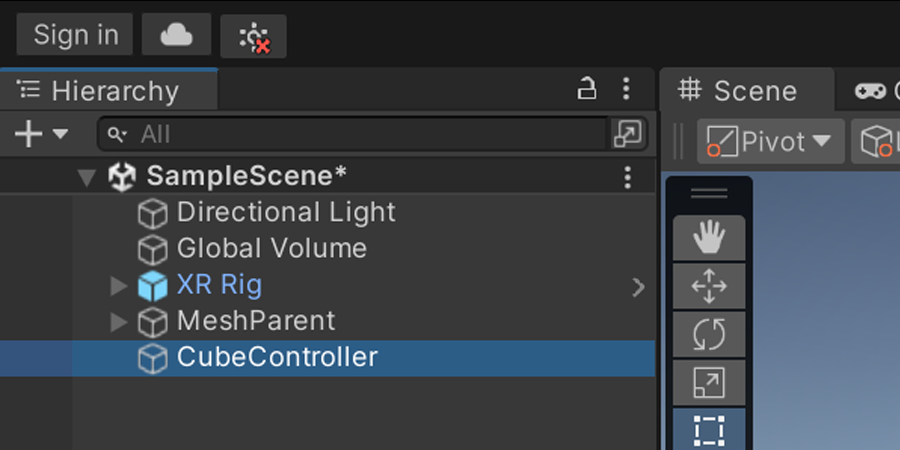 Sign in
Hierarchy
All
SampleScene*
Directional Light
Global Volume
XR Rig
MeshParent
CubeController
Scene
Pivot